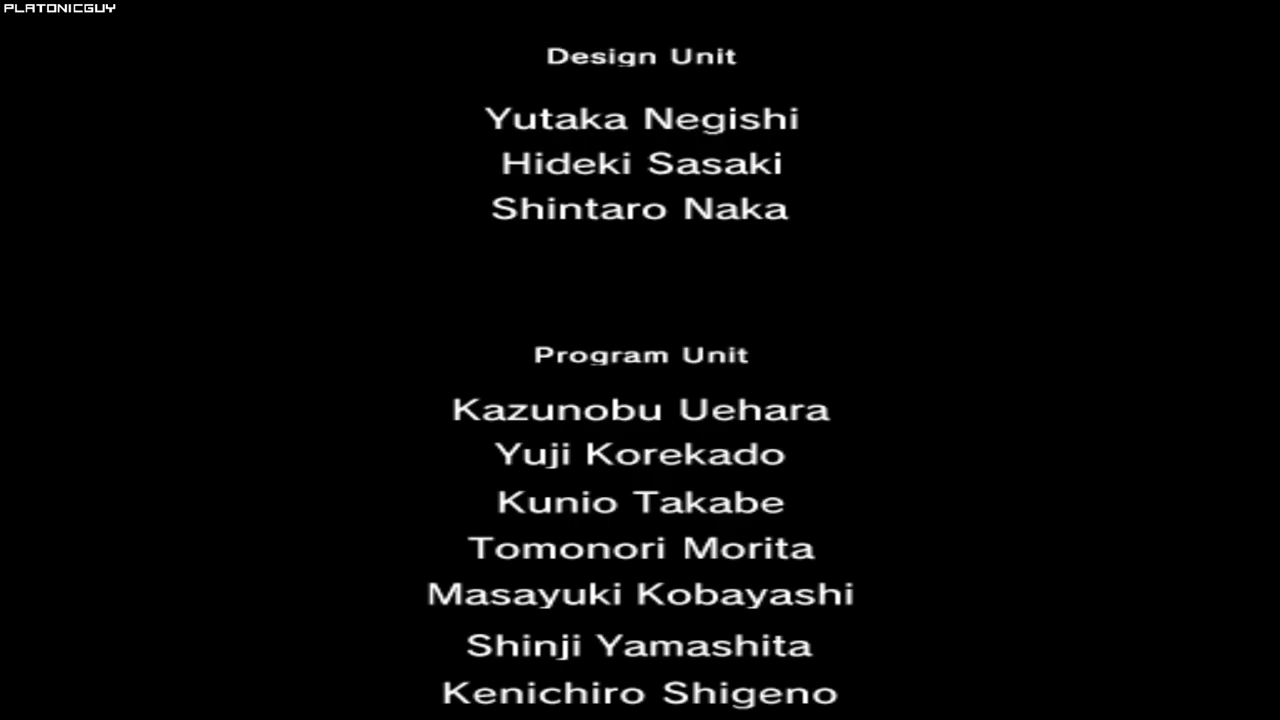 PLATONICGUY
Design Unit
Yutaka Negishi
Hideki Sasaki
Shintaro Naka
Program Unit
Kazunobu Uehara
Yuji Korekado
Kunio Takabe
Tomonori Morita
Masayuki Kobayashi
Shinji Yamashita
Kenichiro Shigeno